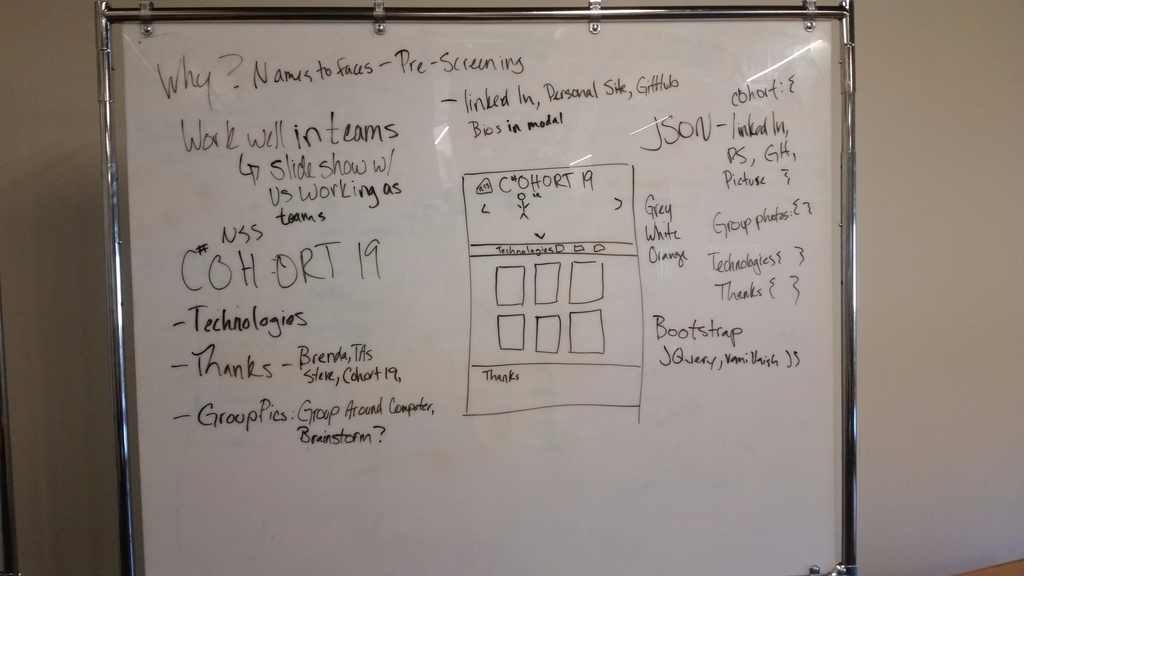 Why? Names to faces - Pre-Screening
- linked In, Personal Site, GitHub
Bios in modal
Work well in teams
↳ slide show w/
us working as
teams
NSS
C#OHORT 19
- Technologies
- Thanks - Brenda, TAs
Steve, Cohort 19,
- Group Pics: Group Around Computer,
Brainstorm?
C#OHORT 19
< >
Technologies
Thanks
cohort: {
JSON - linked In,
PS, GH,
Picture }
Group photos: { }
Technologies { }
Thanks { }
Grey
White
Orange
Bootstrap
JQuery, JS